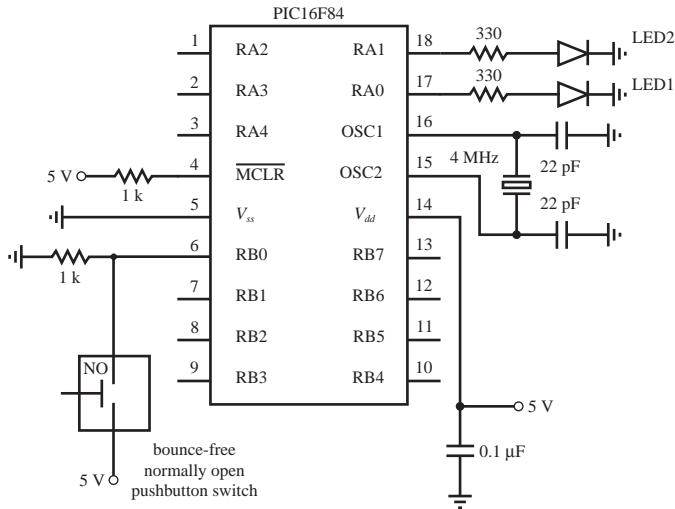 PIC16F84
1 RA2 RA1 18 330 LED2
2 RA3 RA0 17 330 LED1
3 RA4 OSC1 16
4 MCLR OSC2 15 4 MHz 22 pF
5 V 1 k
5 Vss Vdd 14 22 pF
6 RB0 RB7 13
1 k
7 RB1 RB6 12
8 RB2 RB5 11
9 RB3 RB4 10
NO
5 V
0.1 µF
bounce-free
normally open
pushbutton switch
5 V